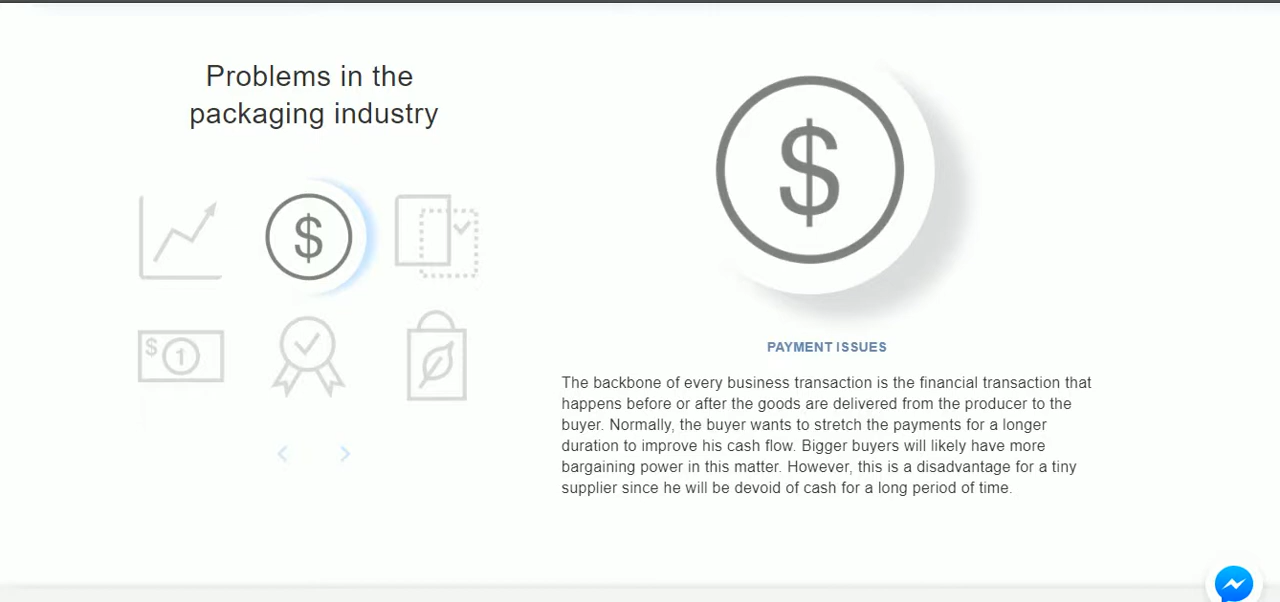 Problems in the
packaging industry
$
$
$ 1
PAYMENT ISSUES
The backbone of every business transaction is the financial transaction that
happens before or after the goods are delivered from the producer to the
buyer. Normally, the buyer wants to stretch the payments for a longer
duration to improve his cash flow. Bigger buyers will likely have more
bargaining power in this matter. However, this is a disadvantage for a tiny
supplier since he will be devoid of cash for a long period of time.